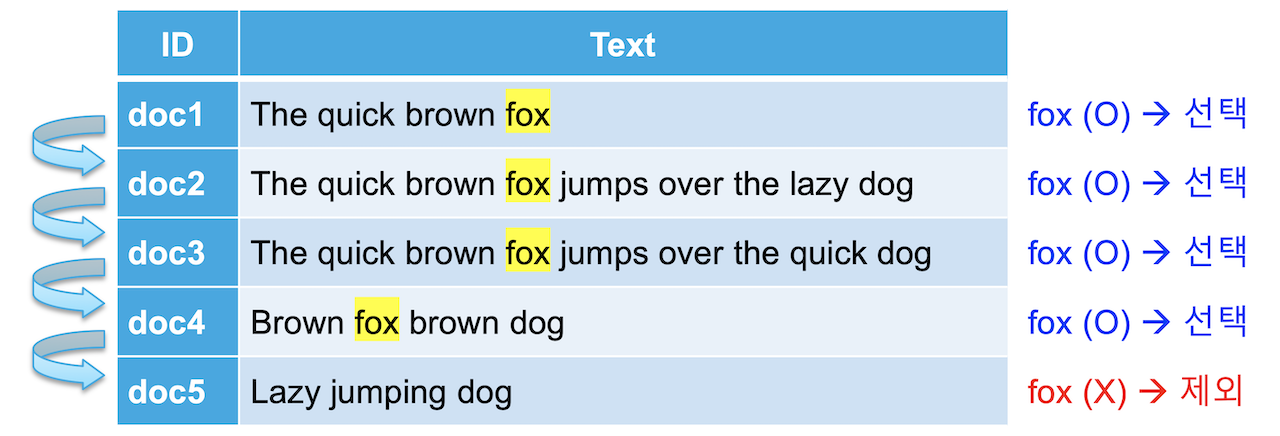 ID Text
doc1 The quick brown fox fox (O) → 선택
doc2 The quick brown fox jumps over the lazy dog fox (O) → 선택
doc3 The quick brown fox jumps over the quick dog fox (O) → 선택
doc4 Brown fox brown dog fox (O) → 선택
doc5 Lazy jumping dog fox (X) → 제외